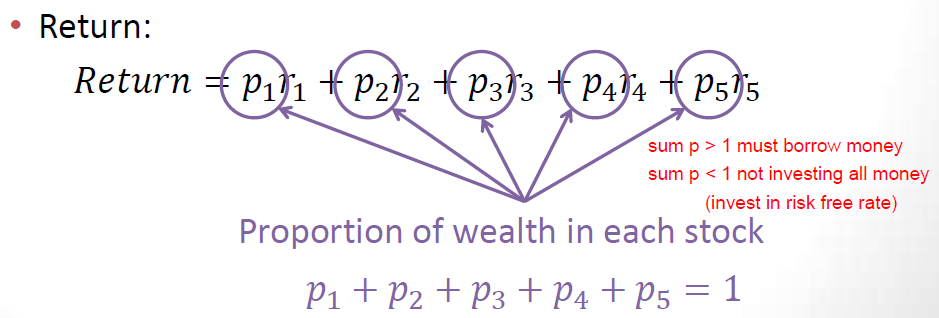 • Return:
Return = p₁r₁ + p₂r₂ + p₃r₃ + p₄r₄ + p₅r₅
sum p > 1 must borrow money
sum p < 1 not investing all money
(invest in risk free rate)
Proportion of wealth in each stock
p₁ + p₂ + p₃ + p₄ + p₅ = 1